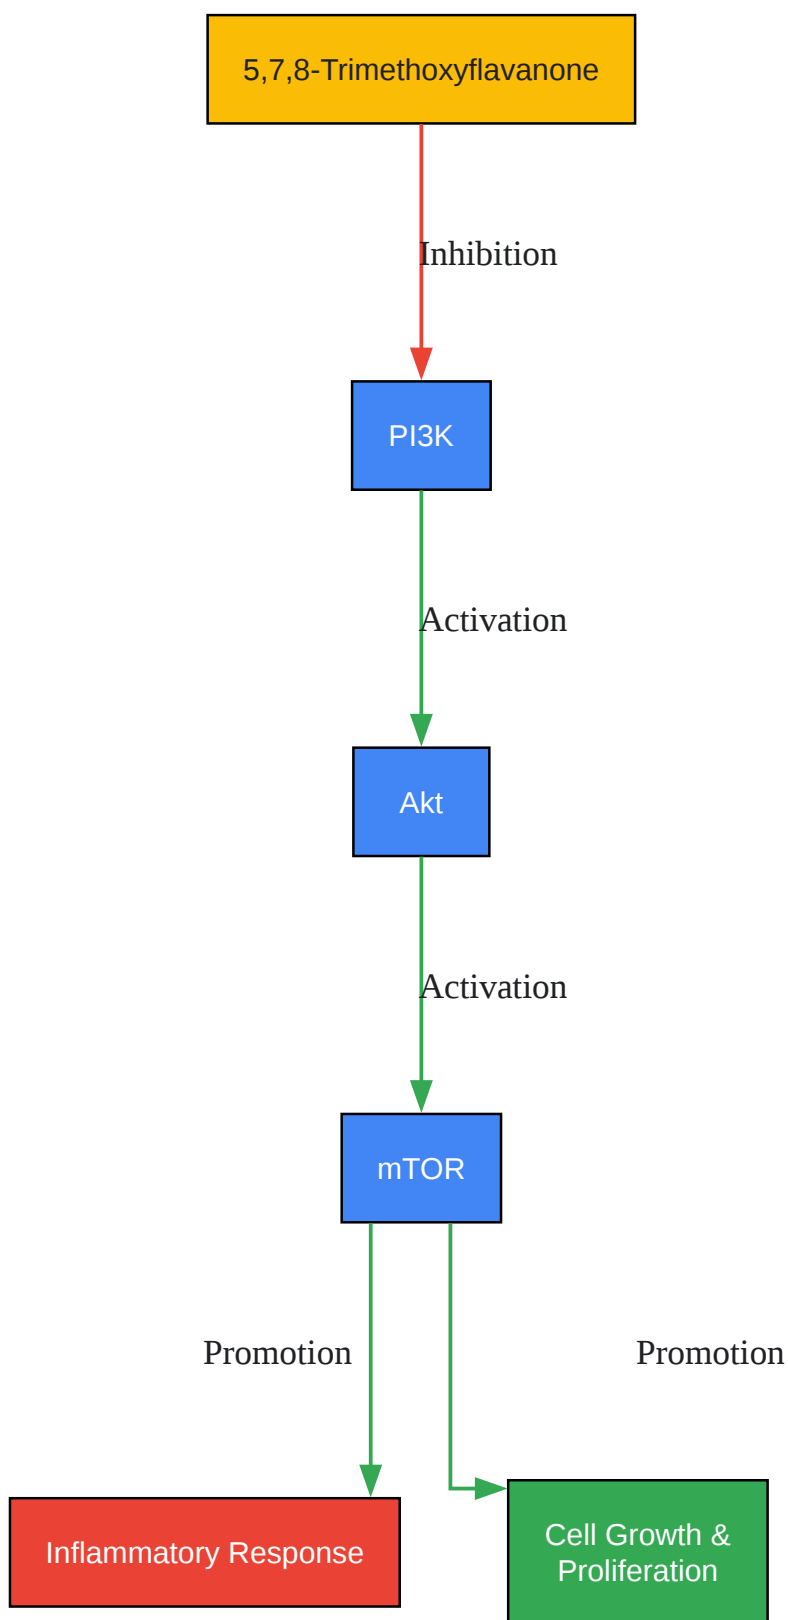 5,7,8-Trimethoxyflavanone
Inhibition
PI3K
Activation
Akt
Activation
mTOR
Promotion
Promotion
Inflammatory Response
Cell Growth &
Proliferation